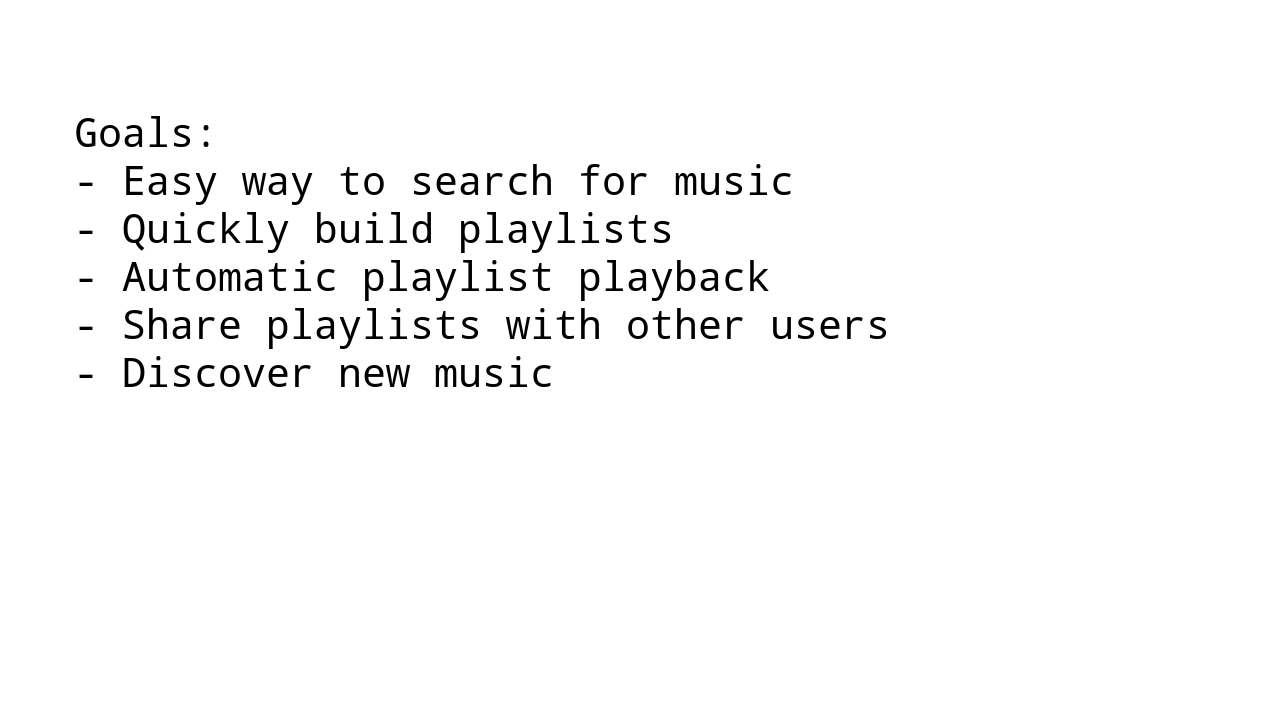 Goals:
- Easy way to search for music
- Quickly build playlists
- Automatic playlist playback
- Share playlists with other users
- Discover new music